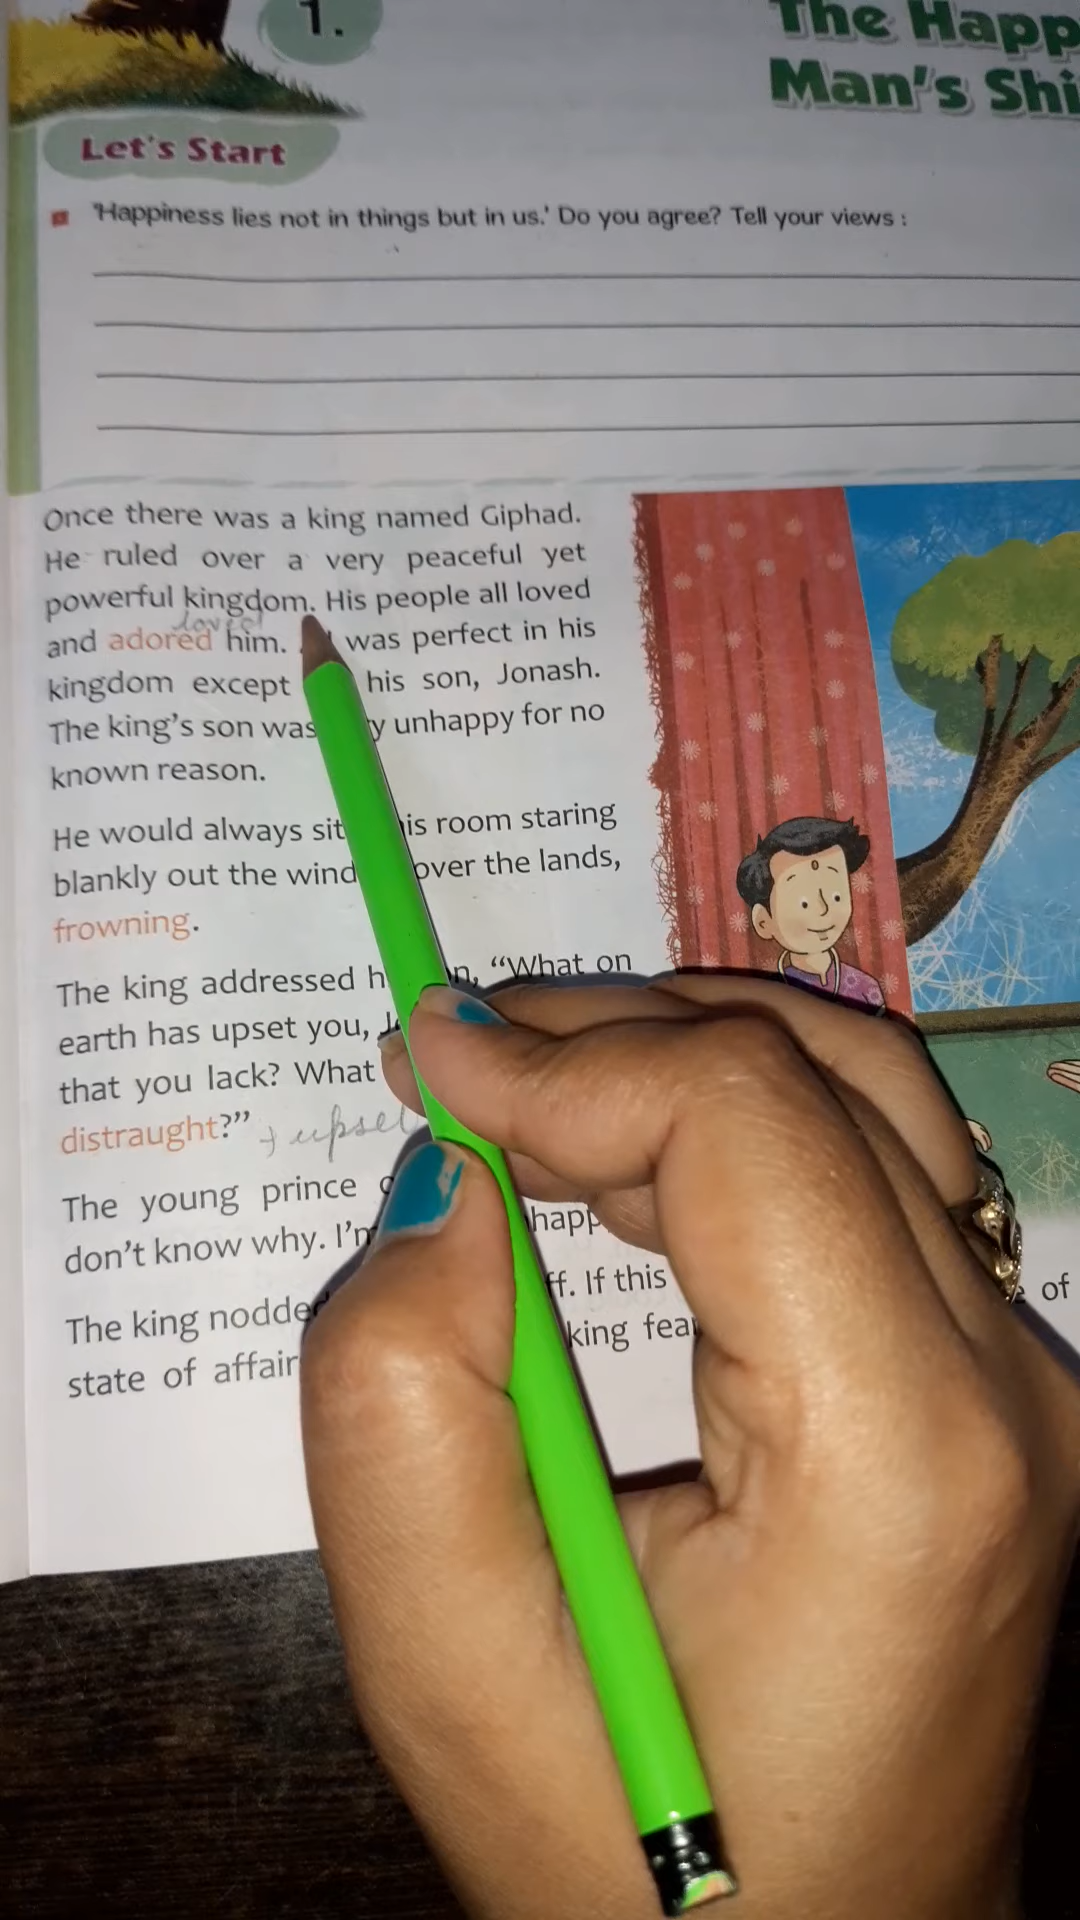 1.
The Happ
Man's Shi
Let's Start
'Happiness lies not in things but in us.' Do you agree? Tell your views :
Once there was a king named Giphad.
He ruled over a very peaceful yet
powerful kingdom. His people all loved
loved
and adored him. was perfect in his
kingdom except his son, Jonash.
The king's son was unhappy for no
known reason.
He would always sit room staring
blankly out the wind over the lands,
frowning.
The king addressed "What on
earth has upset you,
that you lack? What
distraught?" upset
The young prince
don't know why. I'm happ
The king nodded ff. If this of
state of affair king fear